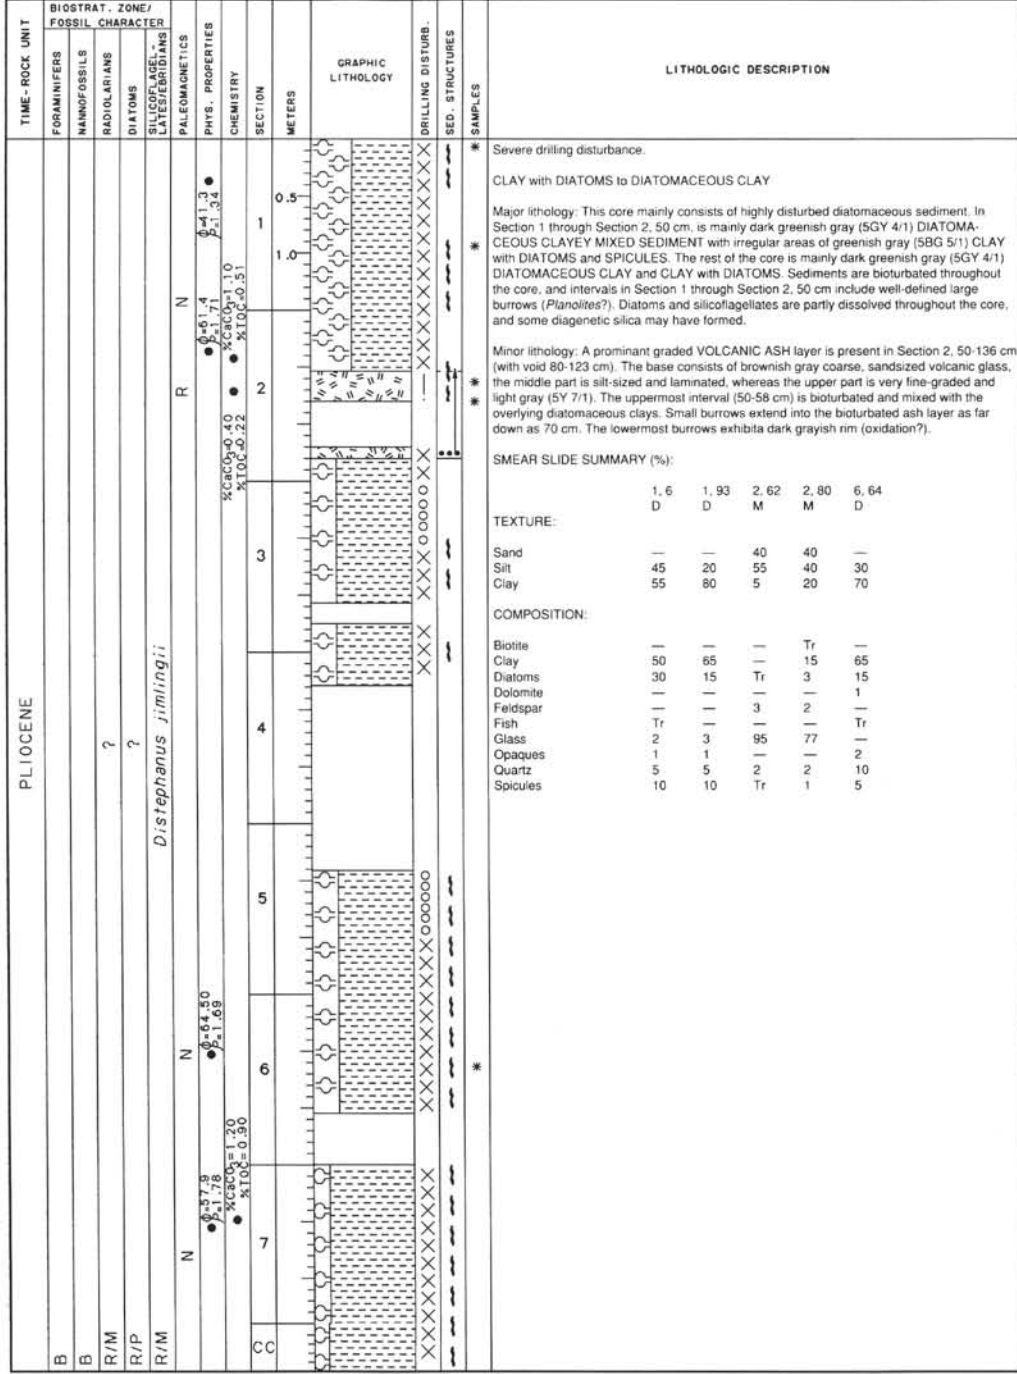 TIME-ROCK UNIT
BIOSTRAT. ZONE/
FOSSIL CHARACTER
FORAMINIFERS
NANNOFOSSILS
RADIOLARIANS
DIATOMS
SILICOFLAGEL-
LATES/EBRIDIANS
PALEOMAGNETICS
PHYS. PROPERTIES
CHEMISTRY
SECTION
METERS
GRAPHIC
LITHOLOGY
DRILLING DISTURB.
SED. STRUCTURES
SAMPLES
LITHOLOGIC DESCRIPTION
PLIOCENE
B
B
? R/M
? R/P
Distephanus jimlingii
R/M
N
R
N
N
Φ=41.3
ρ=1.34
Φ=61.4
ρ=1.71
Φ=64.50
ρ=1.69
Φ=57.9
ρ=1.78
%CaCO3=1.10
%TOC=0.51
%CaCO3=0.40
%TOC=0.22
%CaCO3=1.20
%TOC=0.90
1
2
3
4
5
6
7
CC
0.5
1.0
Severe drilling disturbance.
CLAY with DIATOMS to DIATOMACEOUS CLAY
Major lithology: This core mainly consists of highly disturbed diatomaceous sediment. In
Section 1 through Section 2, 50 cm, is mainly dark greenish gray (5GY 4/1) DIATOMA-
CEOUS CLAYEY MIXED SEDIMENT with irregular areas of greenish gray (5BG 5/1) CLAY
with DIATOMS and SPICULES. The rest of the core is mainly dark greenish gray (5GY 4/1)
DIATOMACEOUS CLAY and CLAY with DIATOMS. Sediments are bioturbated throughout
the core, and intervals in Section 1 through Section 2, 50 cm include well-defined large
burrows (Planolites?). Diatoms and silicoflagellates are partly dissolved throughout the core,
and some diagenetic silica may have formed.
Minor lithology: A prominant graded VOLCANIC ASH layer is present in Section 2, 50-136 cm
(with void 80-123 cm). The base consists of brownish gray coarse, sandsized volcanic glass,
the middle part is silt-sized and laminated, whereas the upper part is very fine-graded and
light gray (5Y 7/1). The uppermost interval (50-58 cm) is bioturbated and mixed with the
overlying diatomaceous clays. Small burrows extend into the bioturbated ash layer as far
down as 70 cm. The lowermost burrows exhibita dark grayish rim (oxidation?).
SMEAR SLIDE SUMMARY (%):
1, 6 1, 93 2, 62 2, 80 6, 64
D D M M D
TEXTURE:
Sand — — 40 40 —
Silt 45 20 55 40 30
Clay 55 80 5 20 70
COMPOSITION:
Biotite — — — Tr —
Clay 50 65 — 15 65
Diatoms 30 15 Tr 3 15
Dolomite — — — — 1
Feldspar — — 3 2 —
Fish Tr — — — Tr
Glass 2 3 95 77 —
Opaques 1 1 — — 2
Quartz 5 5 2 2 10
Spicules 10 10 Tr 1 5